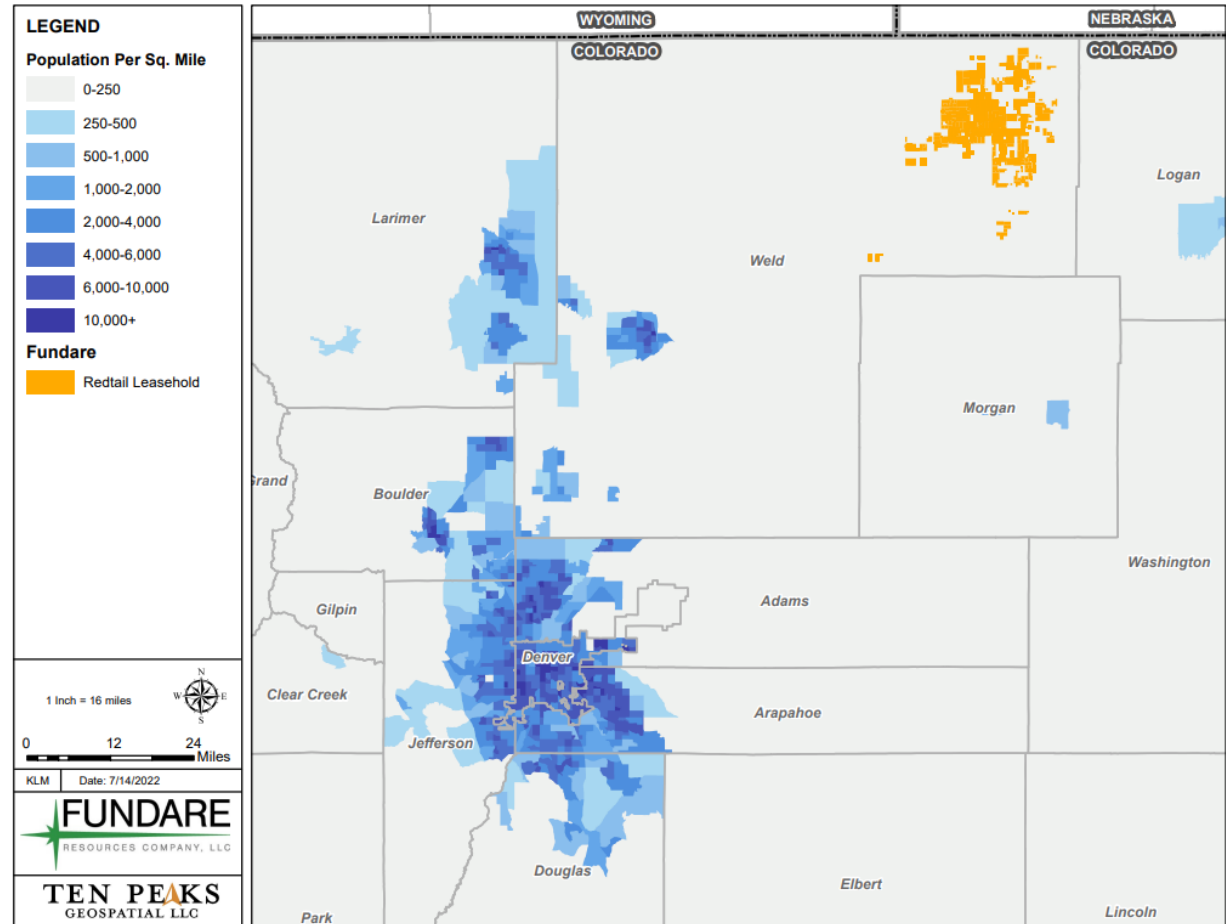 LEGEND
Population Per Sq. Mile
0-250
250-500
500-1,000
1,000-2,000
2,000-4,000
4,000-6,000
6,000-10,000
10,000+
Fundare
Redtail Leasehold
1 Inch = 16 miles
N
W E
S
0 12 24
Miles
KLM Date: 7/14/2022
FUNDARE
RESOURCES COMPANY, LLC
TEN PEAKS
GEOSPATIAL LLC
WYOMING
NEBRASKA
COLORADO
COLORADO
Logan
Larimer
Weld
Morgan
Grand
Boulder
Washington
Gilpin
Adams
Denver
Clear Creek
Arapahoe
Jefferson
Douglas
Elbert
Park
Lincoln